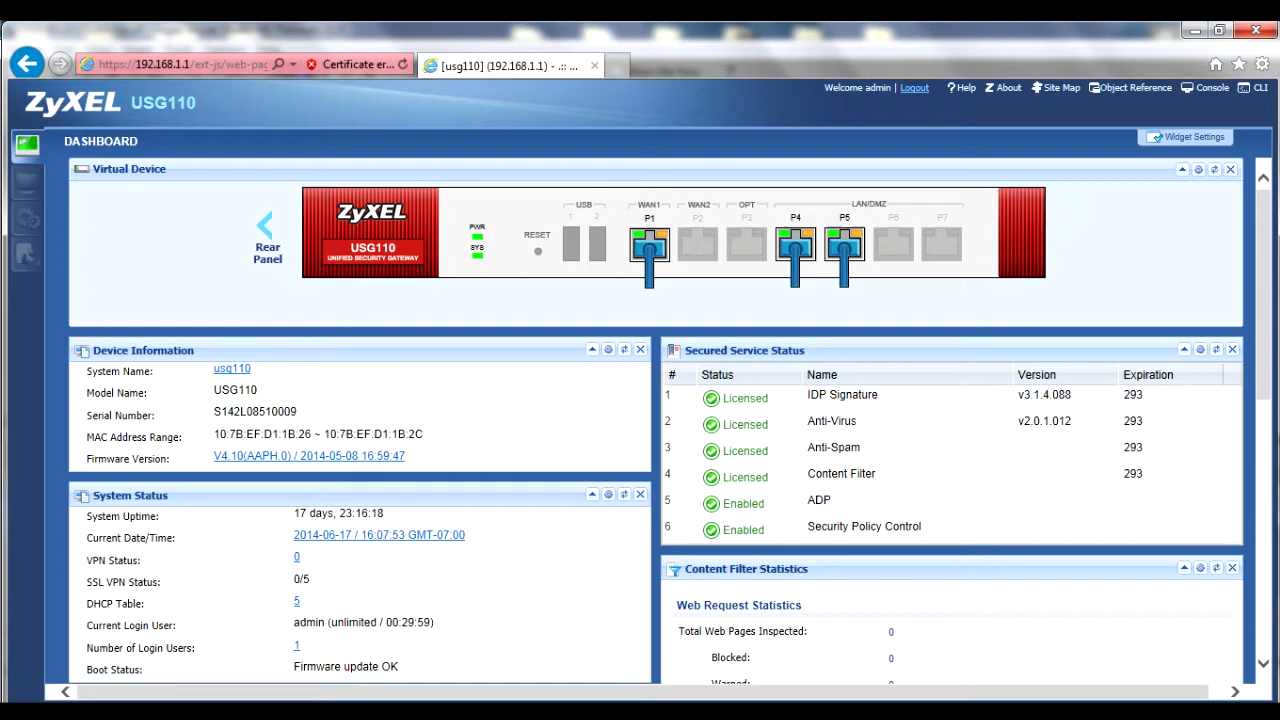 https://192.168.1.1/ext-js/web-pag
Certificate er...
[usg110] (192.168.1.1) - .:: ...
ZyXEL USG110
Welcome admin | Logout
?Help
Z About
Site Map
Object Reference
Console
CLI
DASHBOARD
Widget Settings
Virtual Device
Rear
Panel
ZyXEL
USG110
UNIFIED SECURITY GATEWAY
PWR
SYS
RESET
USB
1 2
WAN1 WAN2 OPT LAN/DMZ
P1 P2 P3 P4 P5 P6 P7
Device Information
System Name: usg110
Model Name: USG110
Serial Number: S142L08510009
MAC Address Range: 10:7B:EF:D1:1B:26 ~ 10:7B:EF:D1:1B:2C
Firmware Version: V4.10(AAPH.0) / 2014-05-08 16:59:47
System Status
System Uptime: 17 days, 23:16:18
Current Date/Time: 2014-06-17 / 16:07:53 GMT-07:00
VPN Status: 0
SSL VPN Status: 0/5
DHCP Table: 5
Current Login User: admin (unlimited / 00:29:59)
Number of Login Users: 1
Boot Status: Firmware update OK
Secured Service Status
# Status Name Version Expiration
1 Licensed IDP Signature v3.1.4.088 293
2 Licensed Anti-Virus v2.0.1.012 293
3 Licensed Anti-Spam 293
4 Licensed Content Filter 293
5 Enabled ADP
6 Enabled Security Policy Control
Content Filter Statistics
Web Request Statistics
Total Web Pages Inspected: 0
Blocked: 0
Warned: 0